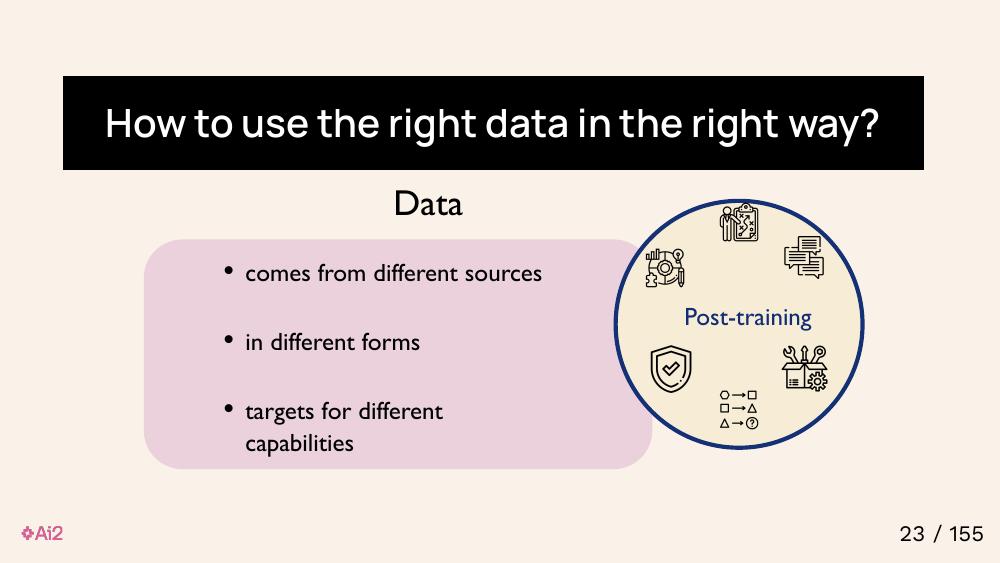 How to use the right data in the right way?
Data
• comes from different sources
• in different forms
• targets for different
capabilities
Post-training
?
Ai2
23 / 155